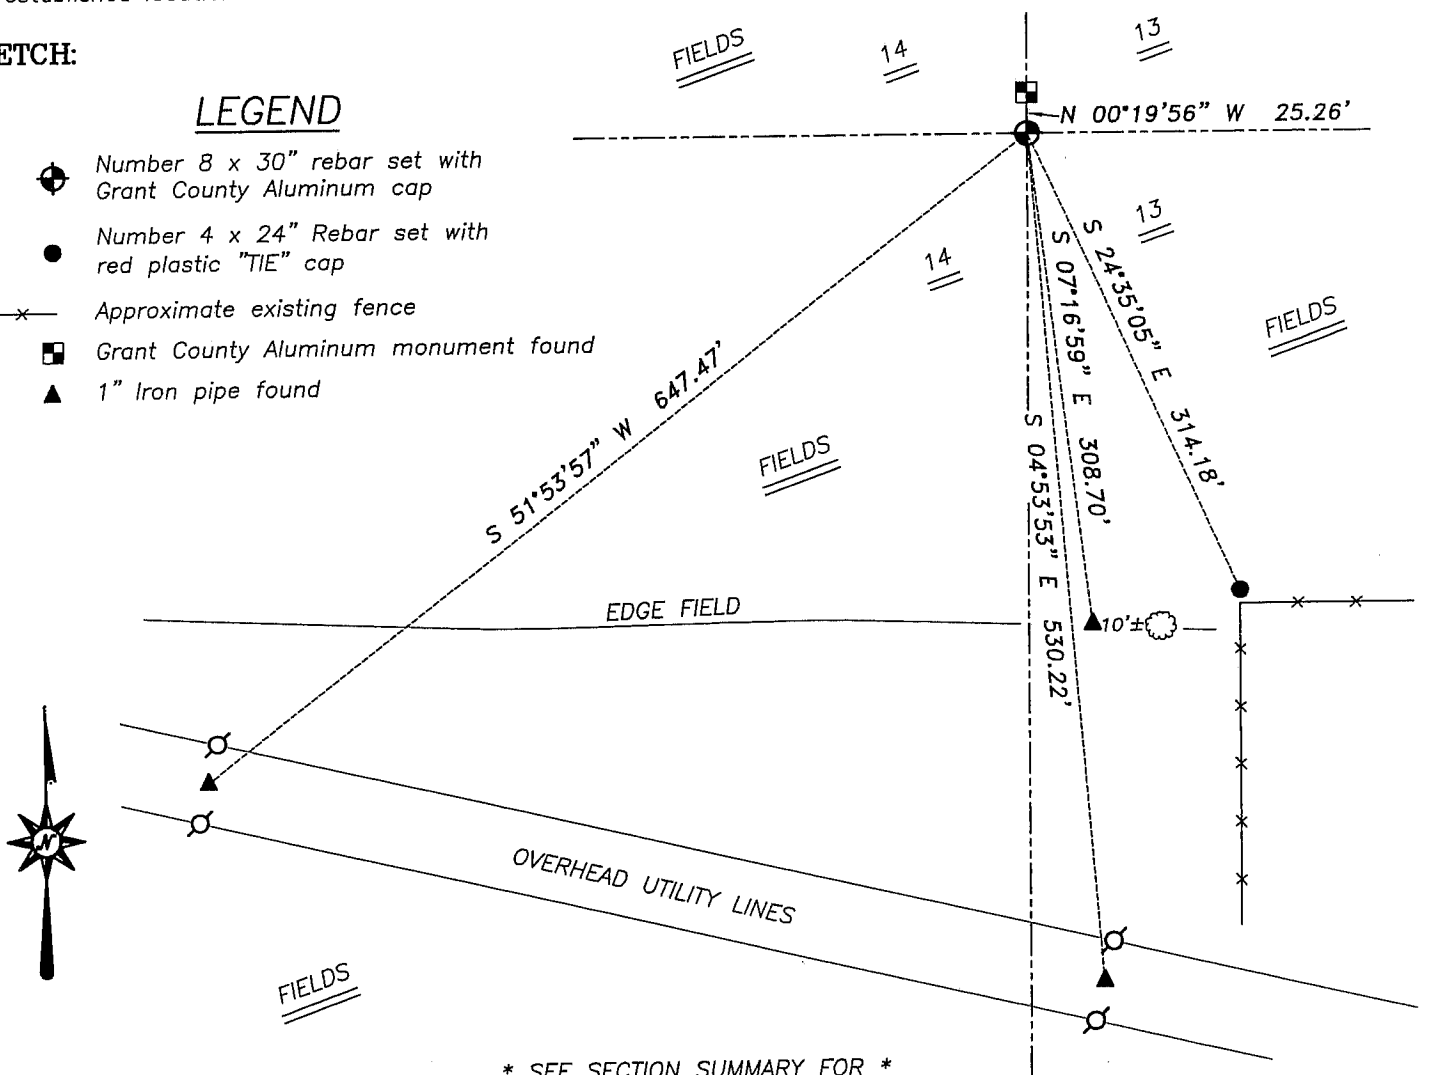 ETCH:
LEGEND
Number 8 x 30" rebar set with
Grant County Aluminum cap
Number 4 x 24" Rebar set with
red plastic "TIE" cap
Approximate existing fence
Grant County Aluminum monument found
1" Iron pipe found
FIELDS
14
13
N 00°19'56" W 25.26'
13
14
FIELDS
S 24°35'05" E 314.18'
S 07°16'59" E 308.70'
S 04°53'53" E 530.22'
S 51°53'57" W 647.47'
FIELDS
EDGE FIELD
10'±
N
OVERHEAD UTILITY LINES
FIELDS
* SEE SECTION SUMMARY FOR *